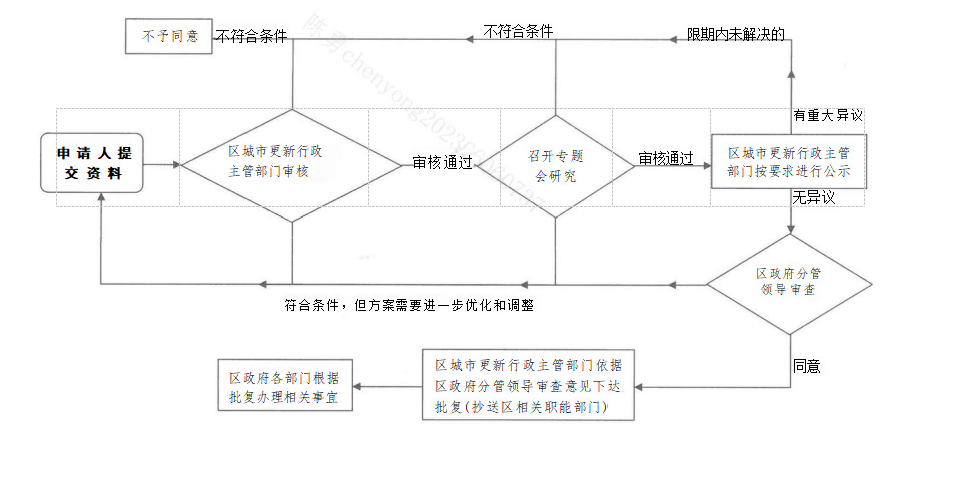 不予同意
不符合条件
不符合条件
限期内未解决的
有重大异议
申请人提
交资料
区城市更新行政
主管部门审核
审核通过
召开专题
会研究
审核通过
区城市更新行政主管
部门按要求进行公示
无异议
区政府分管
领导审查
符合条件，但方案需要进一步优化和调整
同意
区政府各部门根据
批复办理相关事宜
区城市更新行政主管部门依据
区政府分管领导审查意见下达
批复(抄送区相关职能部门)